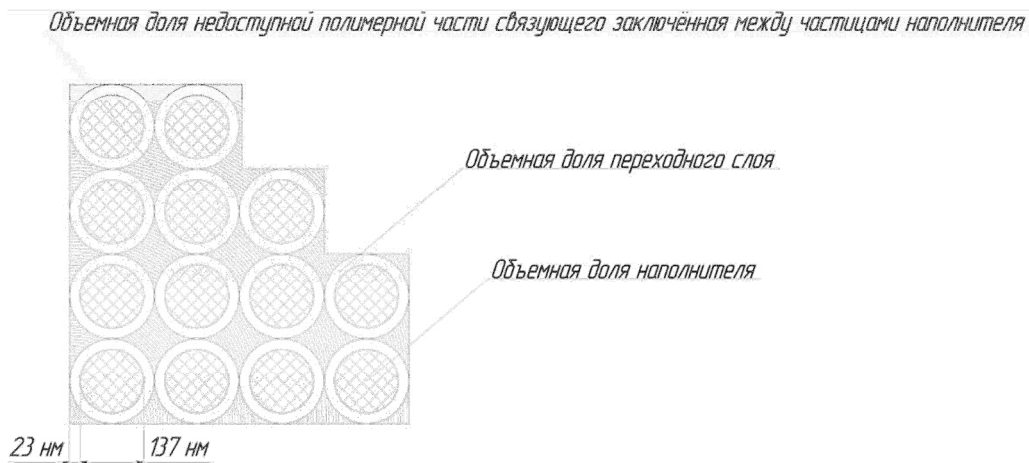 Объемная доля недоступной полимерной части связующего заключённая между частицами наполнителя
Объемная доля переходного слоя
Объемная доля наполнителя
23 нм
137 нм